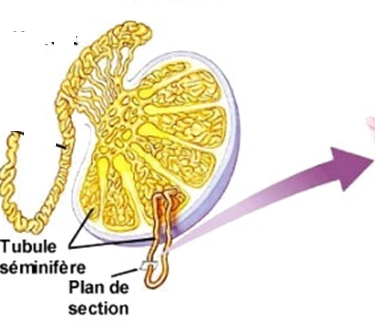 Tubule
séminifère
Plan de
section